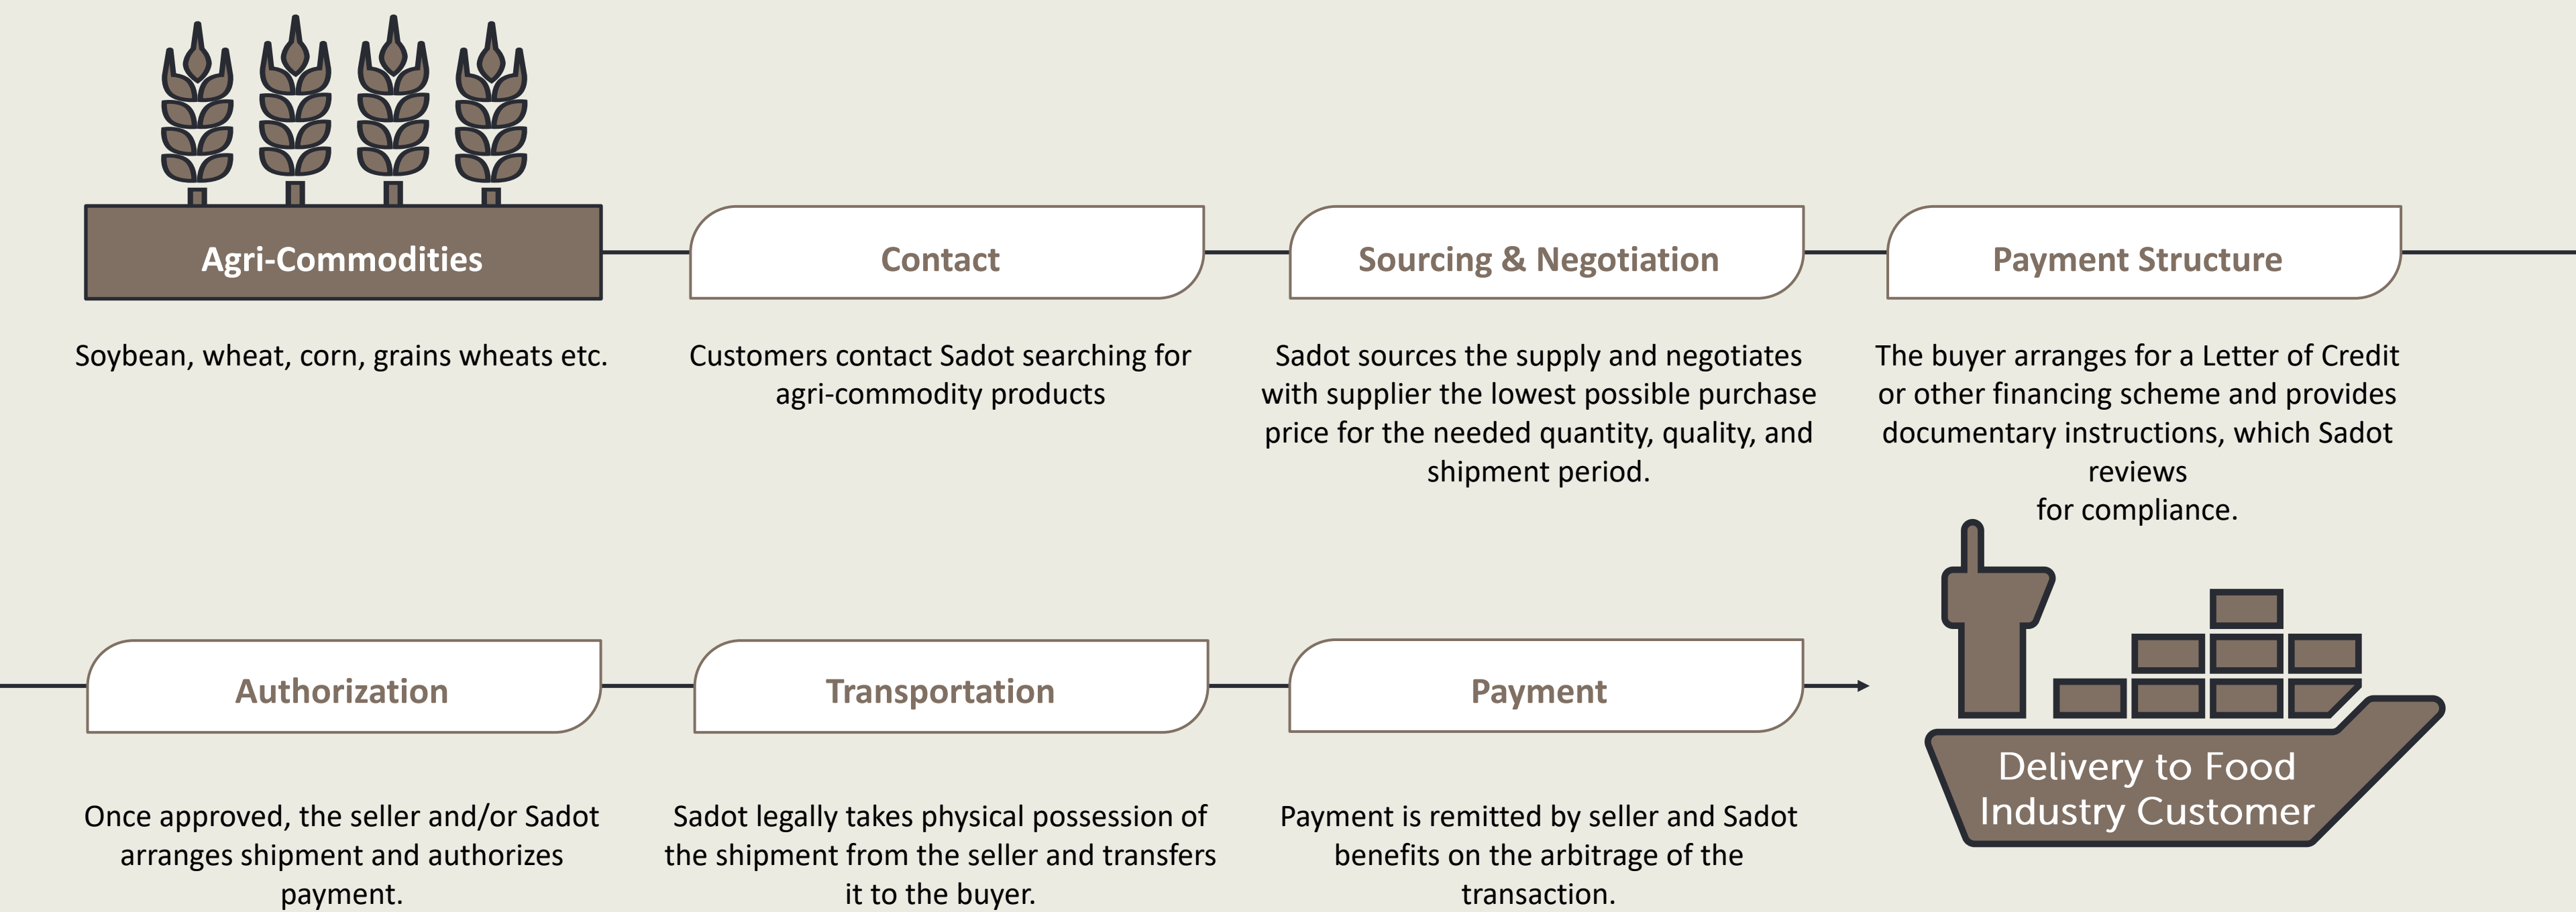 Agri-Commodities
Soybean, wheat, corn, grains wheats etc.
Contact
Customers contact Sadot searching for
agri-commodity products
Sourcing & Negotiation
Sadot sources the supply and negotiates
with supplier the lowest possible purchase
price for the needed quantity, quality, and
shipment period.
Payment Structure
The buyer arranges for a Letter of Credit
or other financing scheme and provides
documentary instructions, which Sadot
reviews
for compliance.
Authorization
Once approved, the seller and/or Sadot
arranges shipment and authorizes
payment.
Transportation
Sadot legally takes physical possession of
the shipment from the seller and transfers
it to the buyer.
Payment
Payment is remitted by seller and Sadot
benefits on the arbitrage of the
transaction.
Delivery to Food
Industry Customer